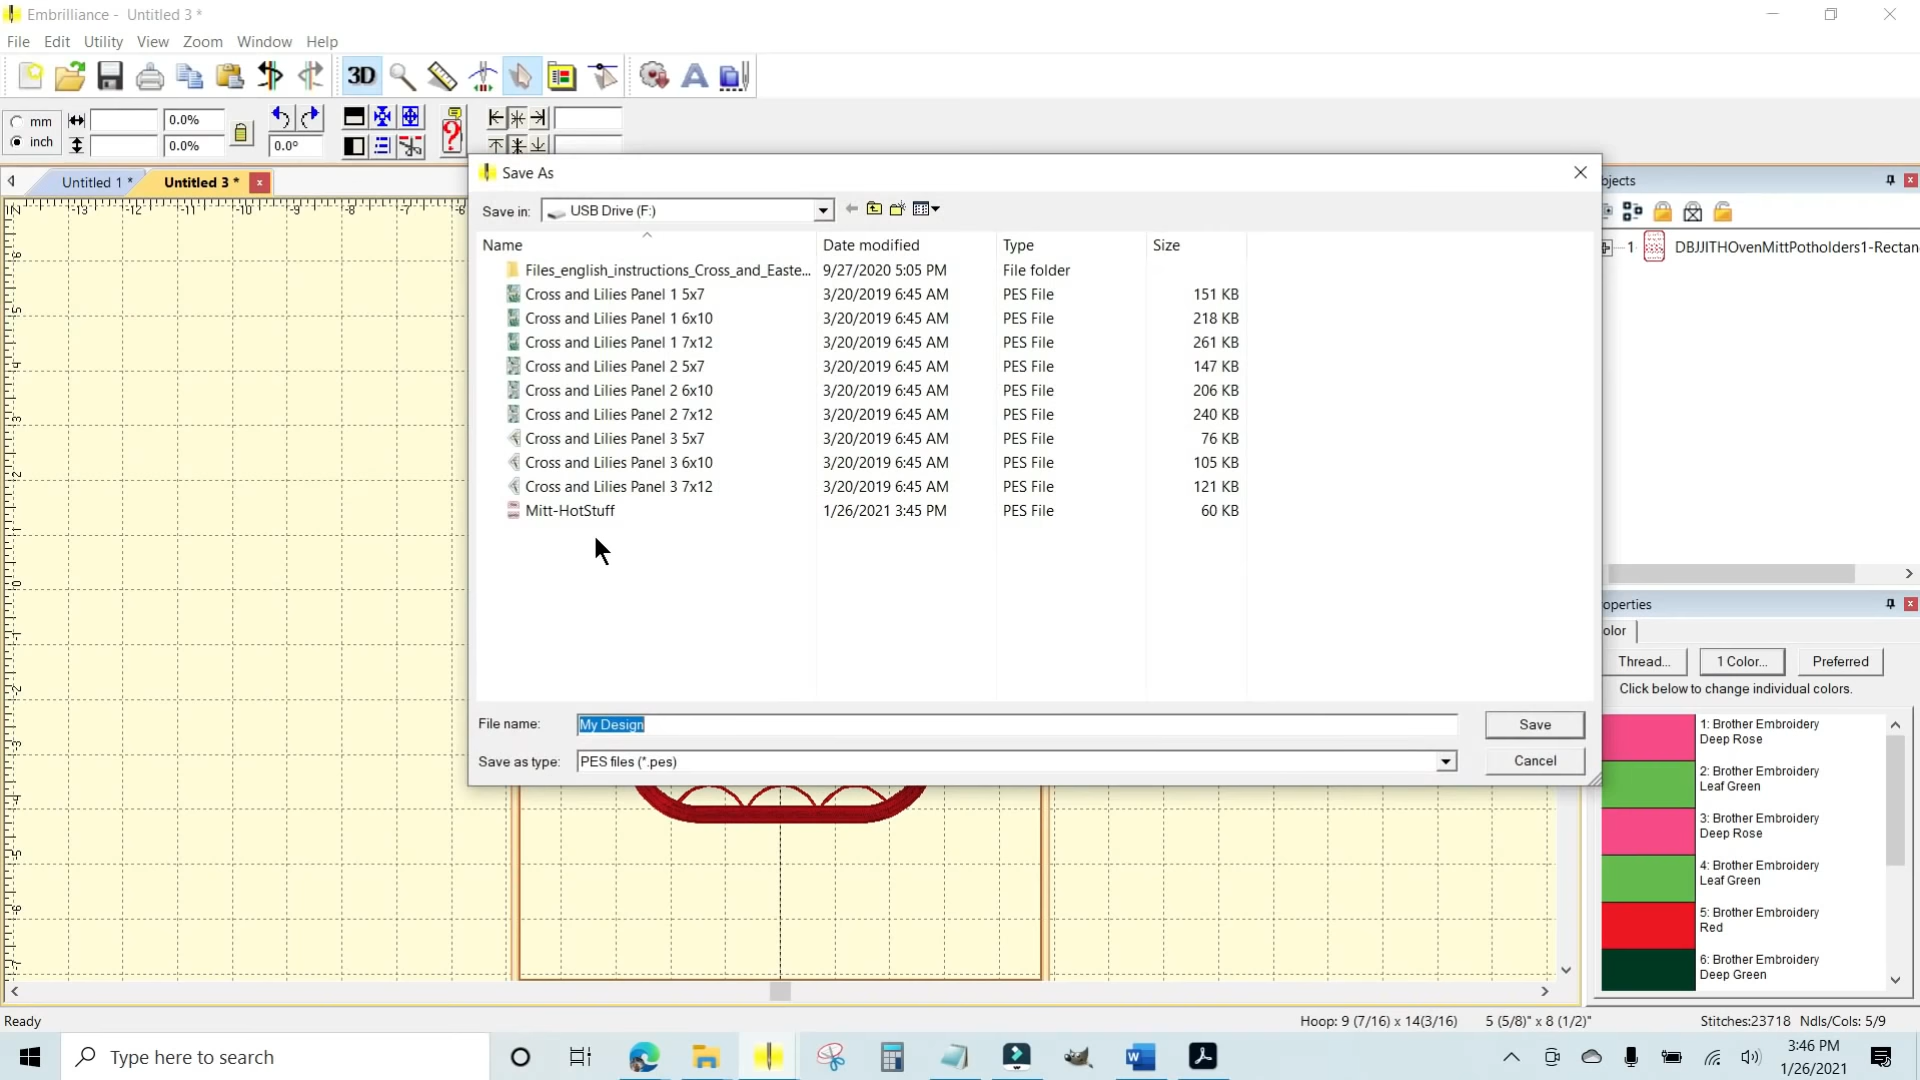 Embrilliance - Untitled 3 *
File Edit Utility View Zoom Window Help
3D A
mm 0.0%
inch 0.0% 0.0°
Untitled 1 * Untitled 3 * x
Save As
Save in: USB Drive (F:)
Name Date modified Type Size
Files_english_instructions_Cross_and_Easte... 9/27/2020 5:05 PM File folder
Cross and Lilies Panel 1 5x7 3/20/2019 6:45 AM PES File 151 KB
Cross and Lilies Panel 1 6x10 3/20/2019 6:45 AM PES File 218 KB
Cross and Lilies Panel 1 7x12 3/20/2019 6:45 AM PES File 261 KB
Cross and Lilies Panel 2 5x7 3/20/2019 6:45 AM PES File 147 KB
Cross and Lilies Panel 2 6x10 3/20/2019 6:45 AM PES File 206 KB
Cross and Lilies Panel 2 7x12 3/20/2019 6:45 AM PES File 240 KB
Cross and Lilies Panel 3 5x7 3/20/2019 6:45 AM PES File 76 KB
Cross and Lilies Panel 3 6x10 3/20/2019 6:45 AM PES File 105 KB
Cross and Lilies Panel 3 7x12 3/20/2019 6:45 AM PES File 121 KB
Mitt-HotStuff 1/26/2021 3:45 PM PES File 60 KB
File name: My Design Save
Save as type: PES files (*.pes) Cancel
bjects
1 DBJJITHOvenMittPotholders1-Rectan
operties
olor
Thread... 1 Color... Preferred
Click below to change individual colors.
1: Brother Embroidery
Deep Rose
2: Brother Embroidery
Leaf Green
3: Brother Embroidery
Deep Rose
4: Brother Embroidery
Leaf Green
5: Brother Embroidery
Red
6: Brother Embroidery
Deep Green
Ready Hoop: 9 (7/16) x 14(3/16) 5 (5/8)" x 8 (1/2)" Stitches:23718 Ndls/Cols: 5/9
Type here to search
3:46 PM
1/26/2021